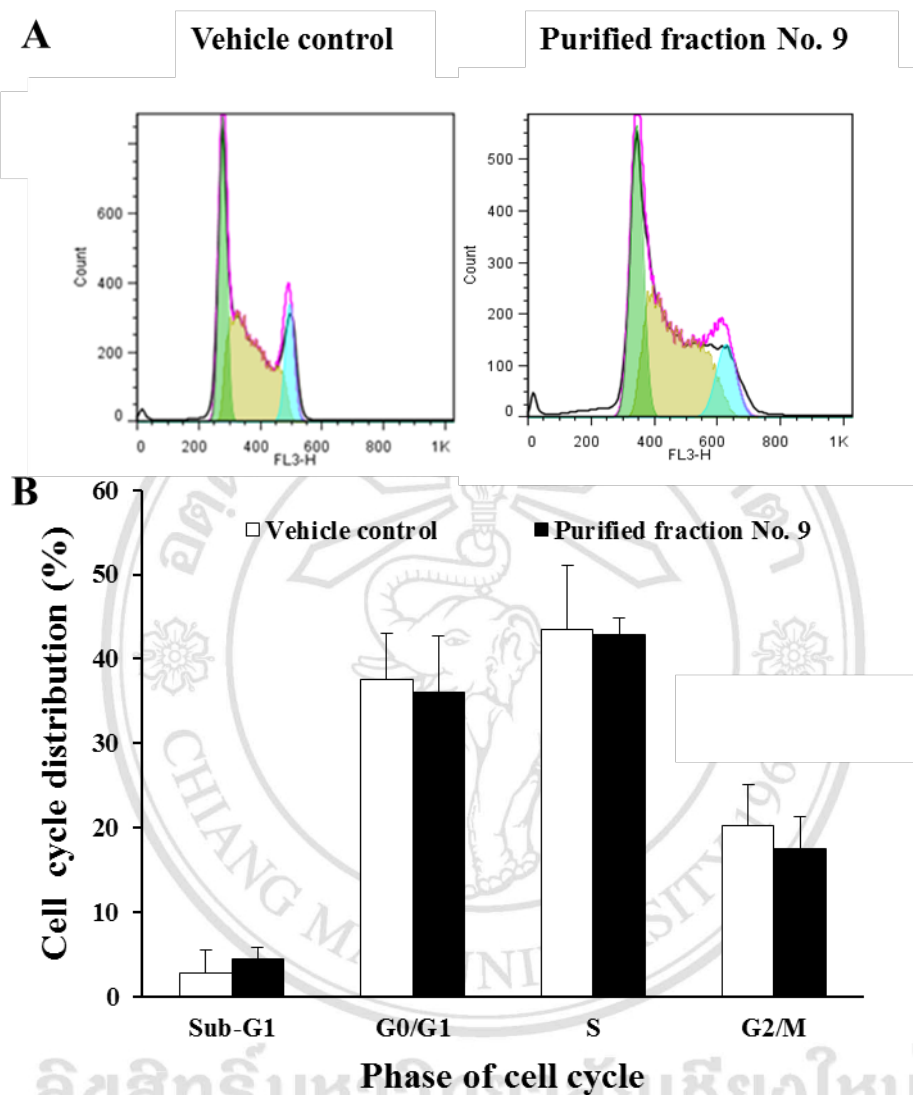 A
Vehicle control
Purified fraction No. 9
Count
600
400
200
0
0 200 400 600 800 1K
FL3-H
Count
500
400
300
200
100
0
0 200 400 600 800 1K
FL3-H
B
Vehicle control
Purified fraction No. 9
Cell cycle distribution (%)
60
50
40
30
20
10
0
Sub-G1 G0/G1 S G2/M
Phase of cell cycle
CHIANG UNIVERSITY 196